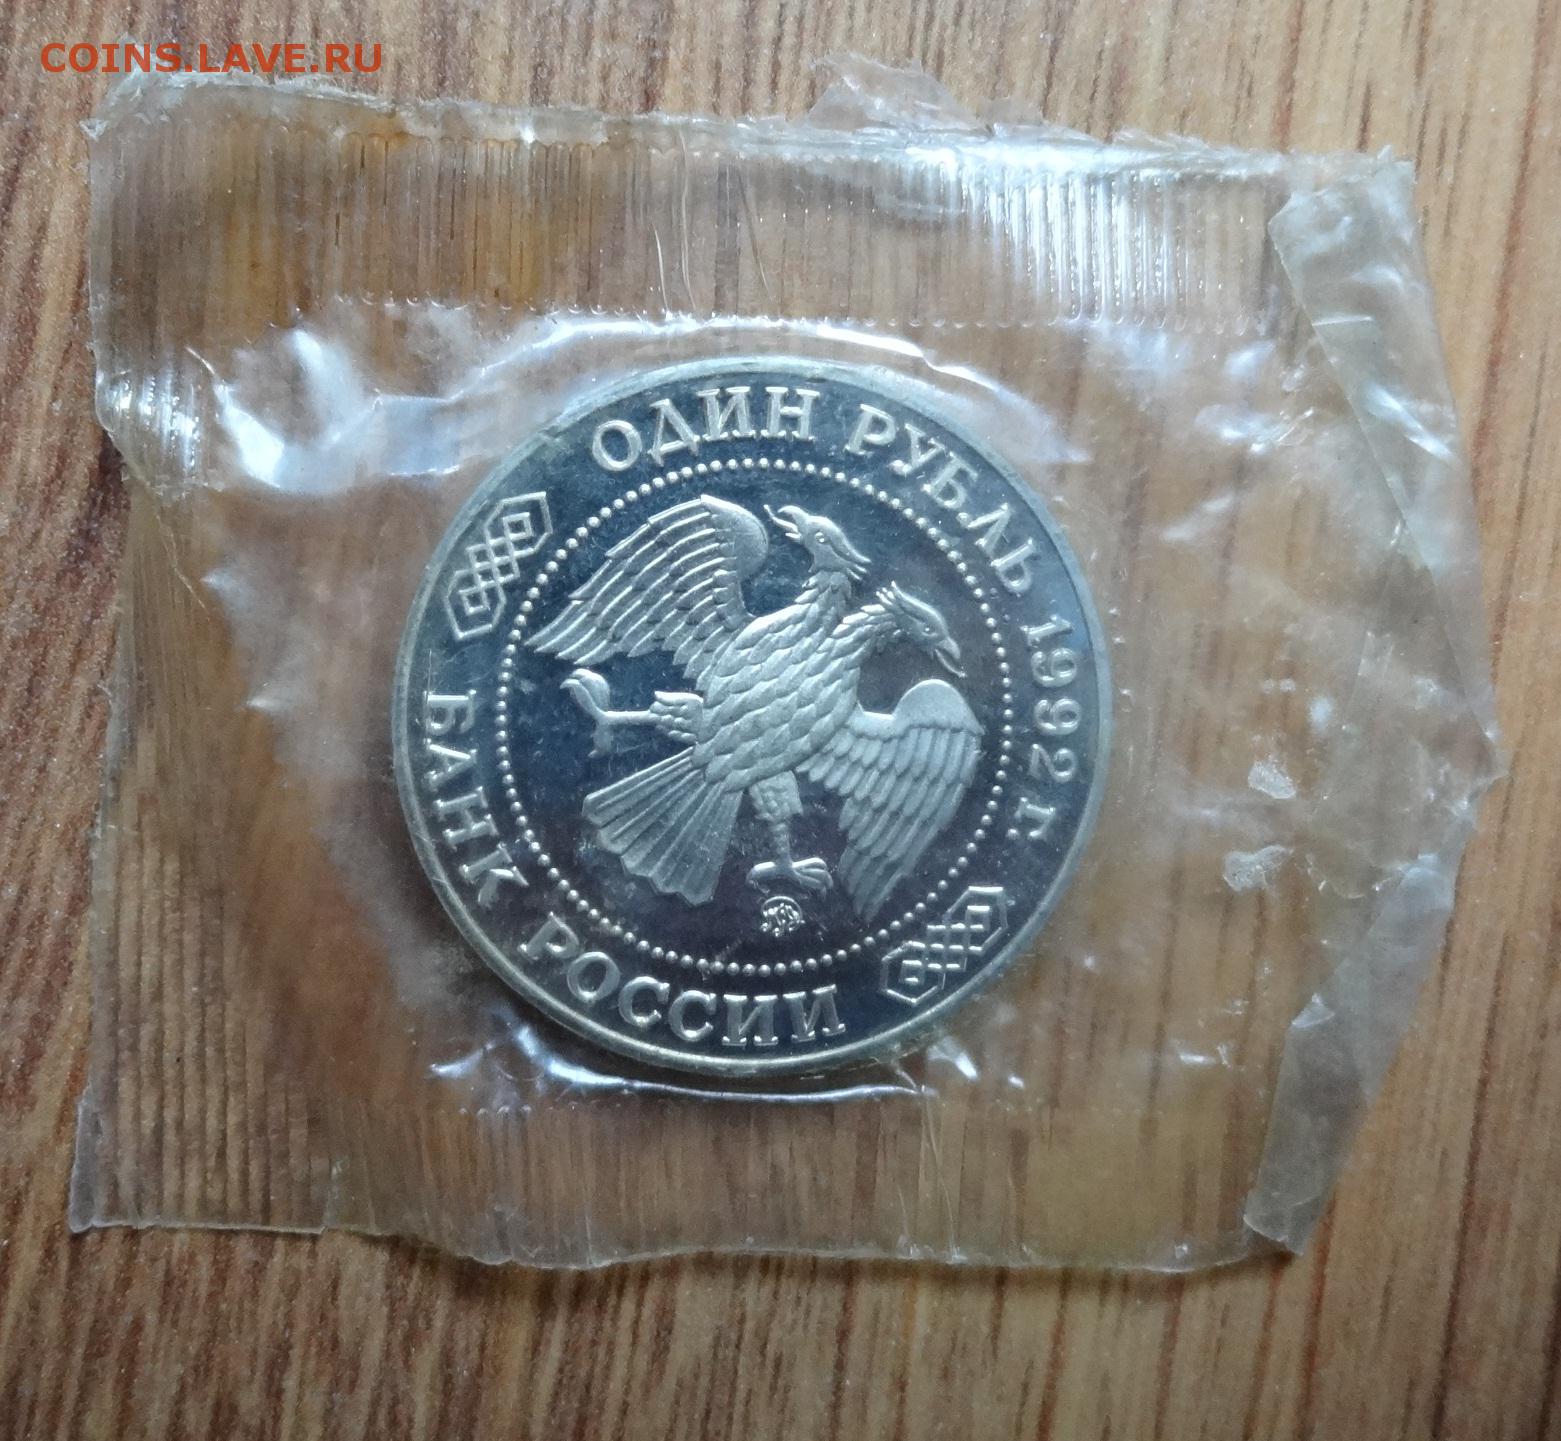 COINS.LAVE.RU
ОДИН РУБЛЬ 1992 г.
БАНК РОССИИ